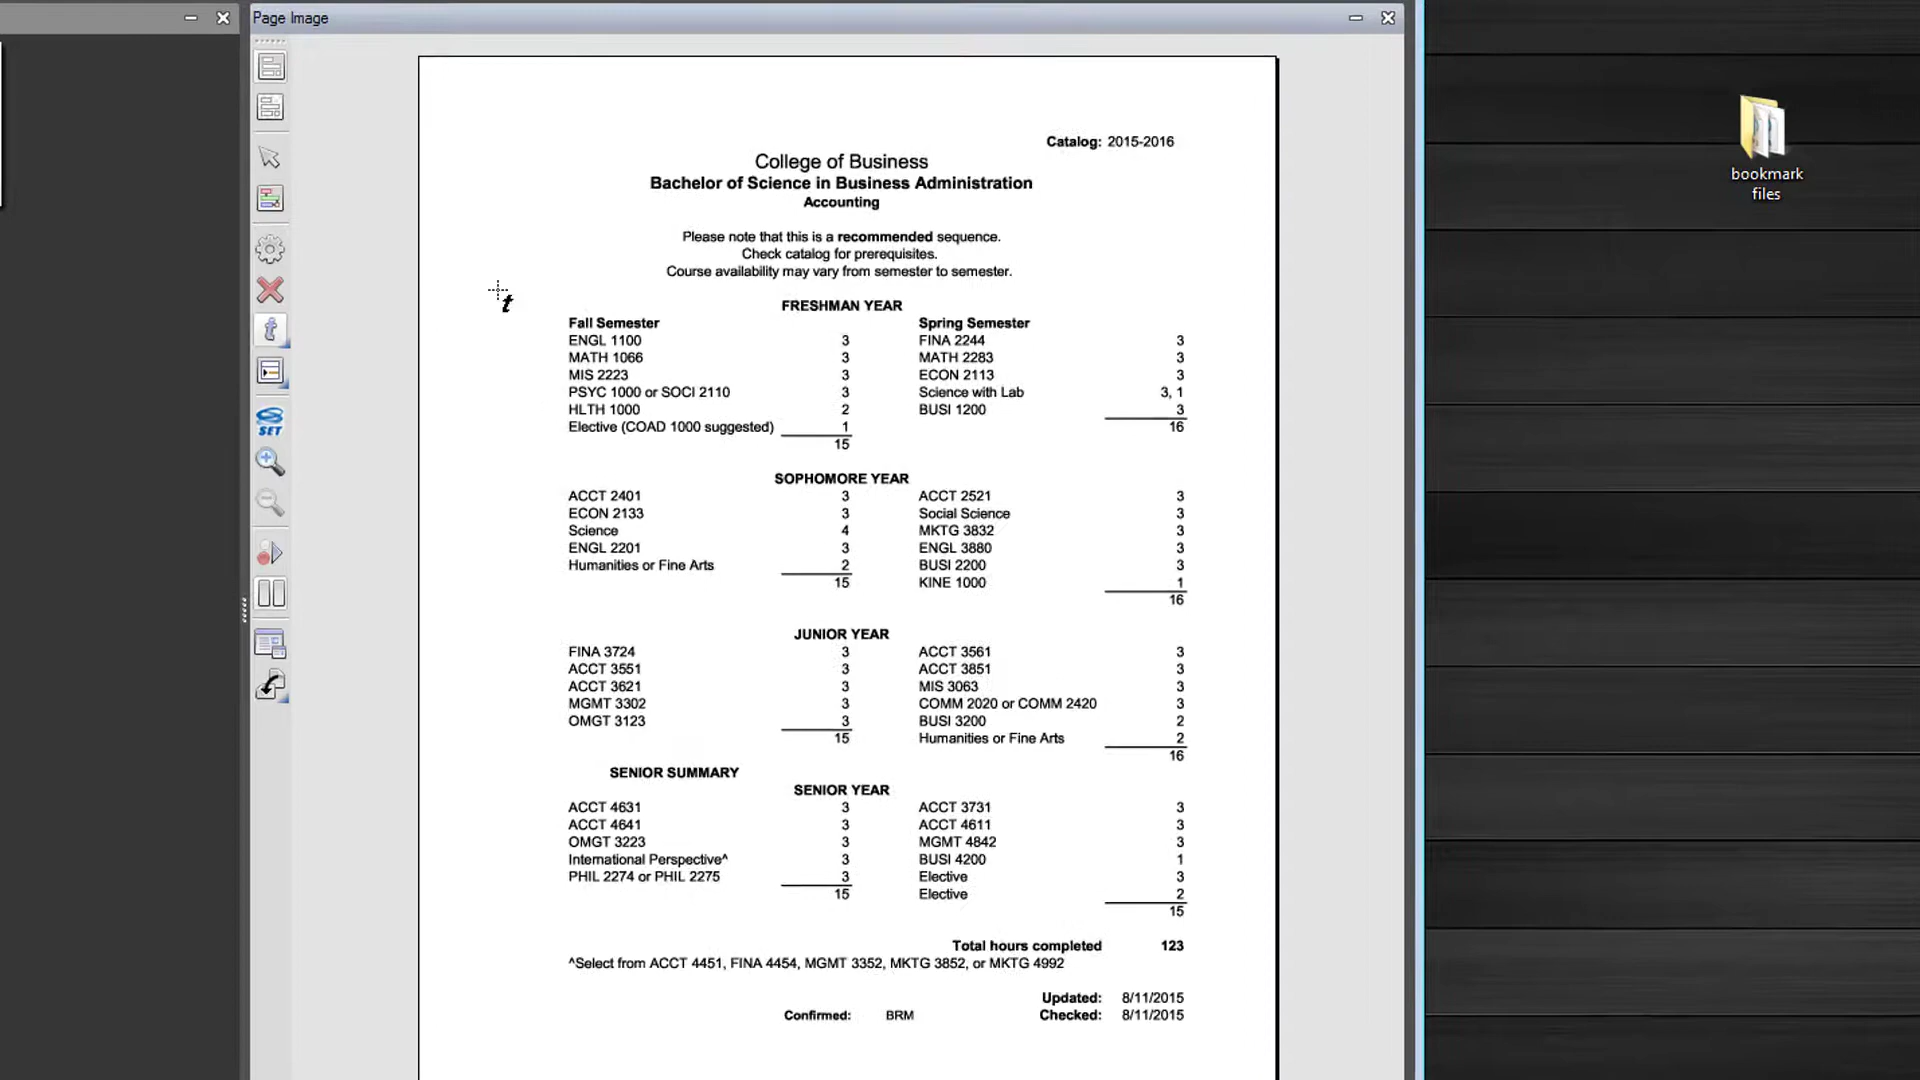 Page Image
Catalog: 2015-2016
College of Business
Bachelor of Science in Business Administration
Accounting
Please note that this is a recommended sequence.
Check catalog for prerequisites.
Course availability may vary from semester to semester.
FRESHMAN YEAR
Fall Semester Spring Semester
ENGL 1100 3 FINA 2244 3
MATH 1066 3 MATH 2283 3
MIS 2223 3 ECON 2113 3
PSYC 1000 or SOCI 2110 3 Science with Lab 3, 1
HLTH 1000 2 BUSI 1200 3
Elective (COAD 1000 suggested) 1 16
15
SOPHOMORE YEAR
ACCT 2401 3 ACCT 2521 3
ECON 2133 3 Social Science 3
Science 4 MKTG 3832 3
ENGL 2201 3 ENGL 3880 3
Humanities or Fine Arts 2 BUSI 2200 3
15 KINE 1000 1
16
JUNIOR YEAR
FINA 3724 3 ACCT 3561 3
ACCT 3551 3 ACCT 3851 3
ACCT 3621 3 MIS 3063 3
MGMT 3302 3 COMM 2020 or COMM 2420 3
OMGT 3123 3 BUSI 3200 2
15 Humanities or Fine Arts 2
16
SENIOR SUMMARY
SENIOR YEAR
ACCT 4631 3 ACCT 3731 3
ACCT 4641 3 ACCT 4611 3
OMGT 3223 3 MGMT 4842 3
International Perspective^ 3 BUSI 4200 1
PHIL 2274 or PHIL 2275 3 Elective 3
15 Elective 2
15
Total hours completed 123
^Select from ACCT 4451, FINA 4454, MGMT 3352, MKTG 3852, or MKTG 4992
Updated: 8/11/2015
Confirmed: BRM Checked: 8/11/2015
SET
bookmark
files